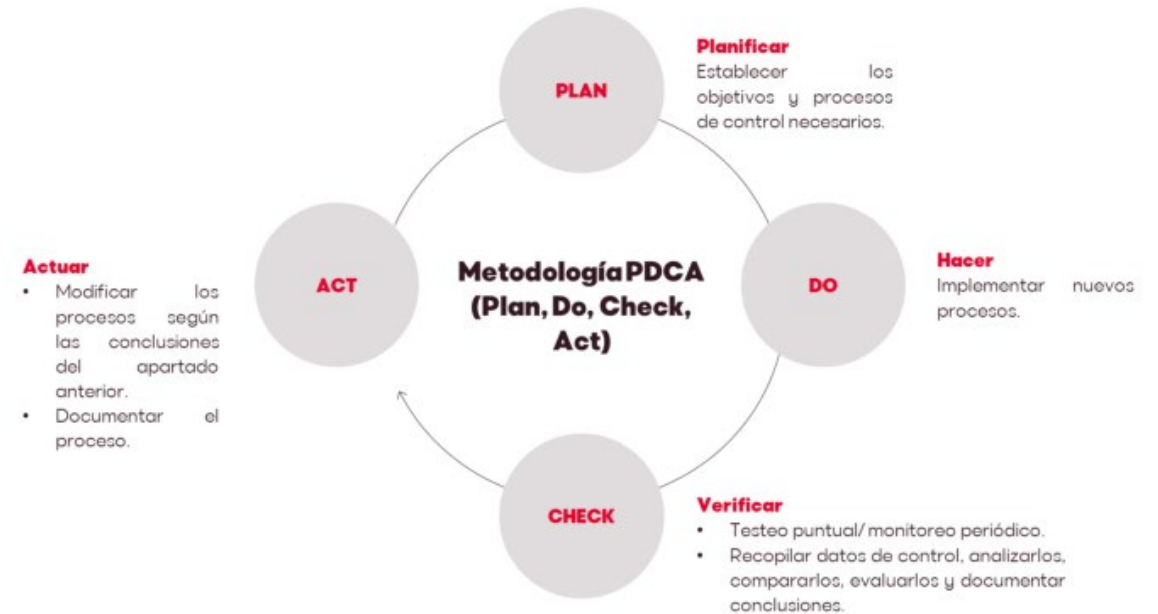 PLAN
Planificar
Establecer los
objetivos y procesos
de control necesarios.
ACT
Metodología PDCA
(Plan, Do, Check,
Act)
DO
Hacer
Implementar nuevos
procesos.
Actuar
• Modificar los
procesos según
las conclusiones
del apartado
anterior.
• Documentar el
proceso.
CHECK
Verificar
• Testeo puntual/ monitoreo periódico.
• Recopilar datos de control, analizarlos,
compararlos, evaluarlos y documentar
conclusiones.